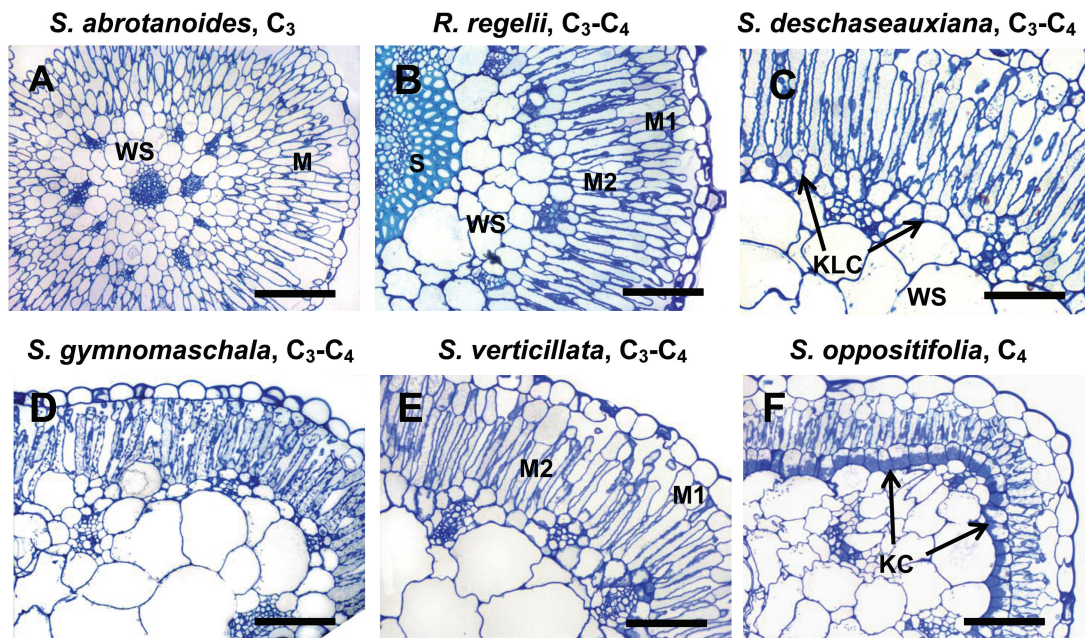 S. abrotanoides, C₃
R. regelii, C₃-C₄
S. deschaseauxiana, C₃-C₄
A
WS
M
B
M1
S
M2
WS
C
KLC
WS
S. gymnomaschala, C₃-C₄
S. verticillata, C₃-C₄
S. oppositifolia, C₄
D
E
M2
M1
F
KC